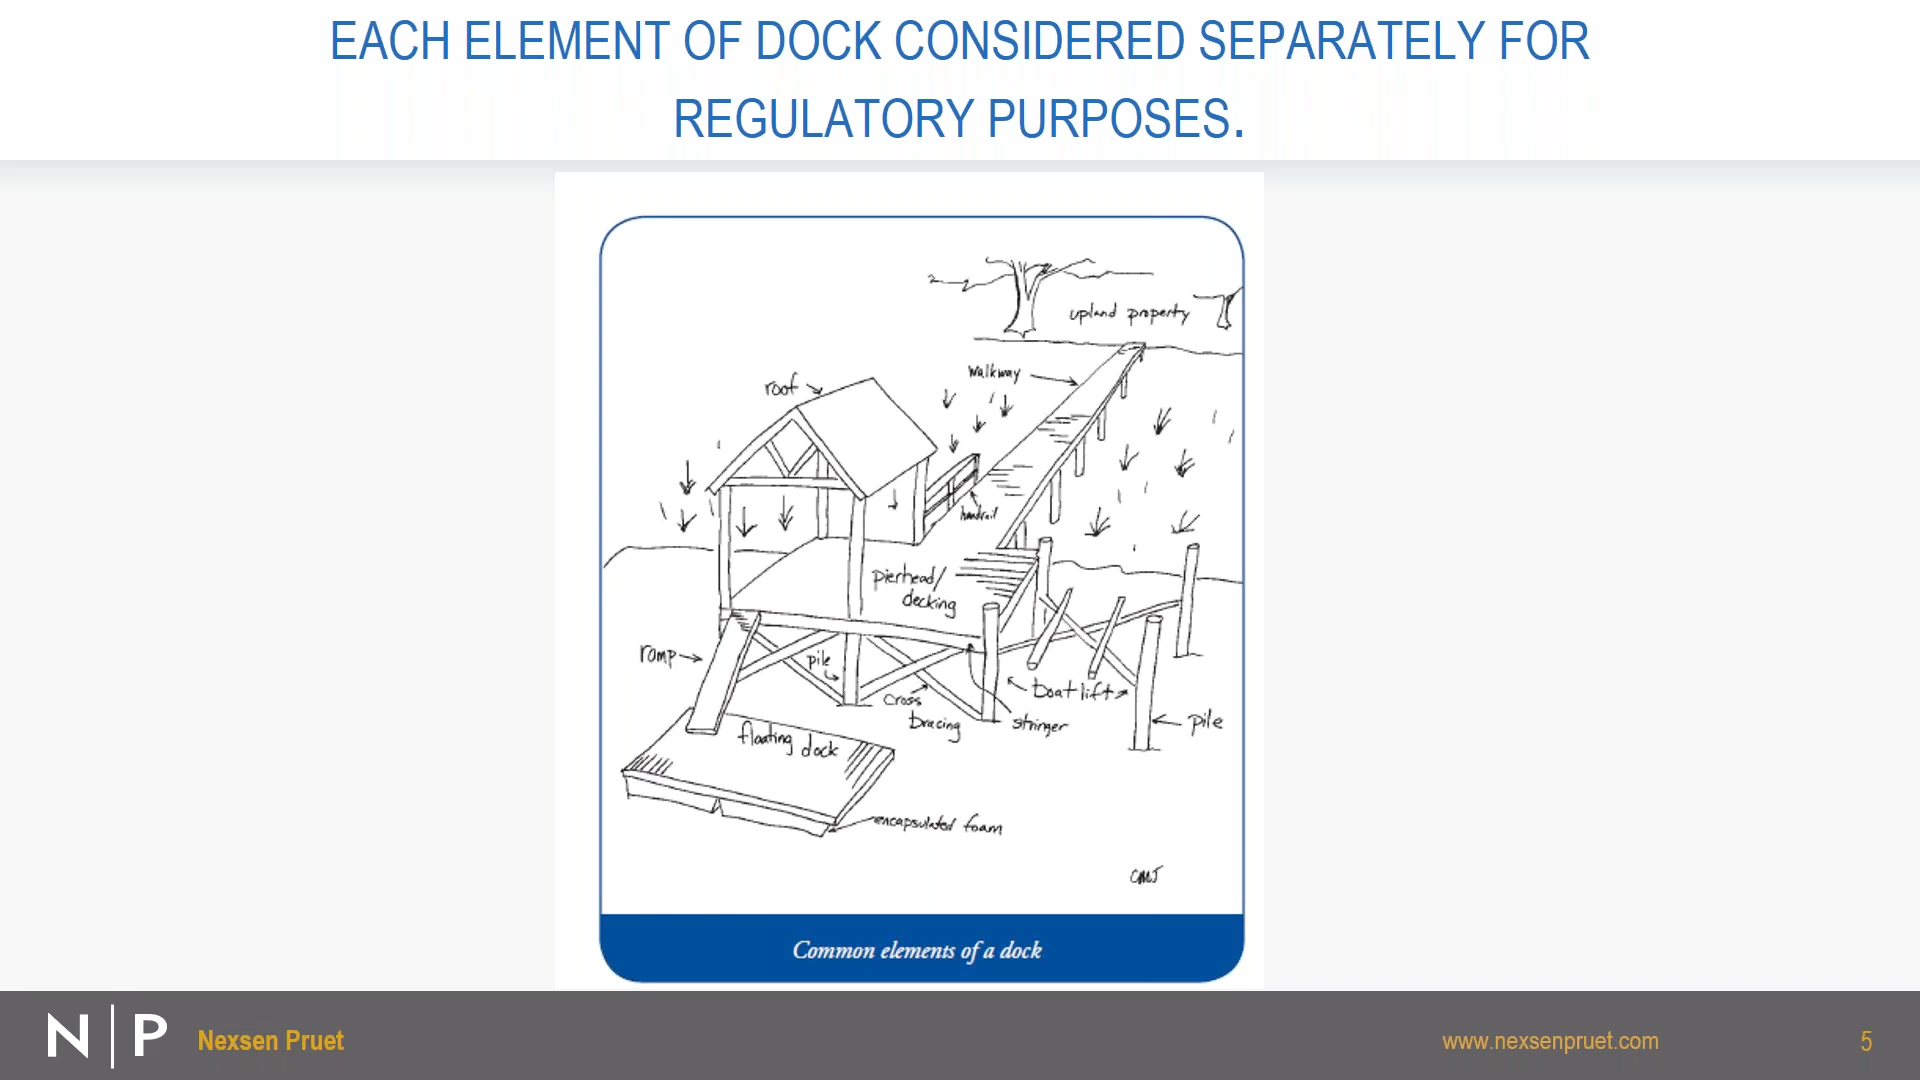 EACH ELEMENT OF DOCK CONSIDERED SEPARATELY FOR
REGULATORY PURPOSES.
upland property
walkway
roof
handrail
pierhead/
decking
ramp
pile
cross
bracing
boat lift
stringer
pile
floating dock
encapsulated foam
CMJ
Common elements of a dock
N|P
Nexsen Pruet
www.nexsenpruet.com
5